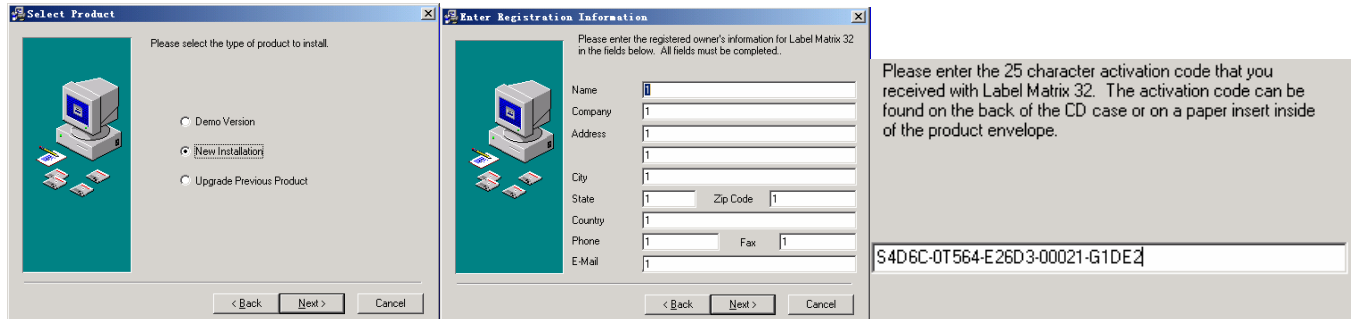 Select Product
Please select the type of product to install.
Demo Version
New Installation
Upgrade Previous Product
< Back Next > Cancel
Enter Registration Information
Please enter the registered owner's information for Label Matrix 32
in the fields below. All fields must be completed..
Name 1
Company 1
Address 1
1
City 1
State 1 Zip Code 1
Country 1
Phone 1 Fax 1
E-Mail 1
< Back Next > Cancel
Please enter the 25 character activation code that you
received with Label Matrix 32. The activation code can be
found on the back of the CD case or on a paper insert inside
of the product envelope.
S4D6C-0T564-E26D3-00021-G1DE2